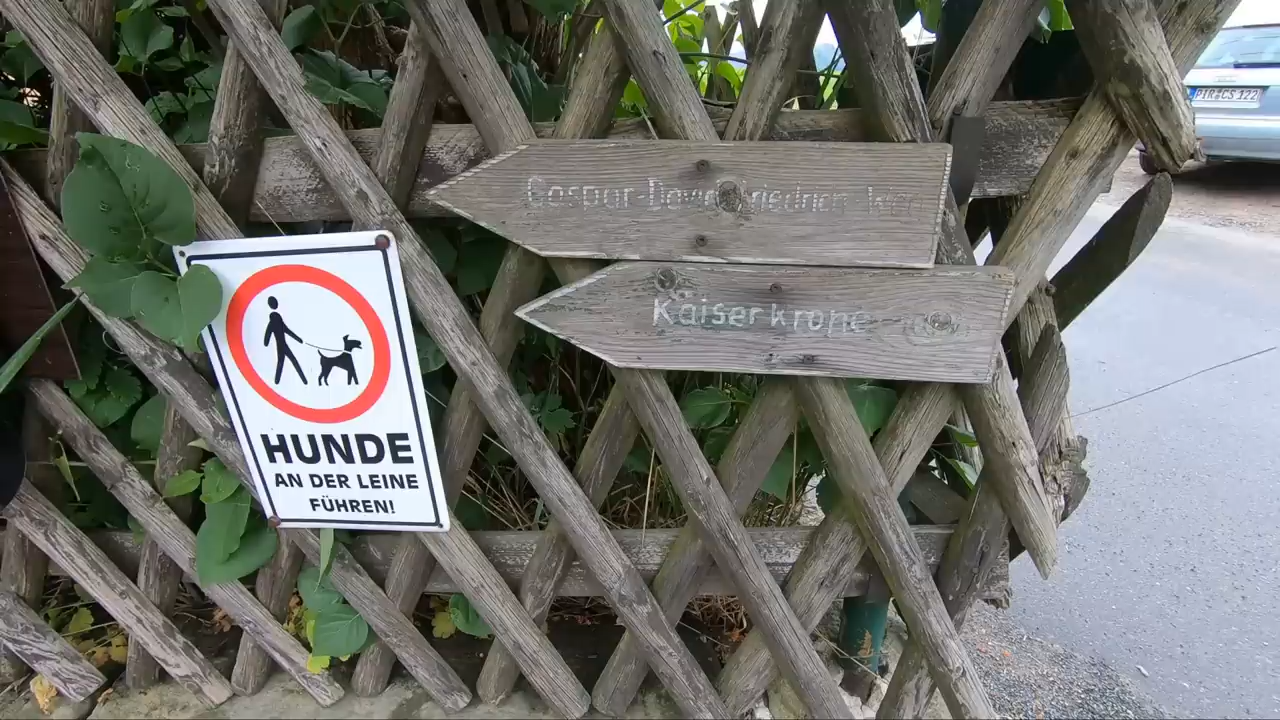 Caspar-David-Friedrich-Weg
Kaiserkrone
HUNDE
AN DER LEINE
FÜHREN!
PIR CS 122